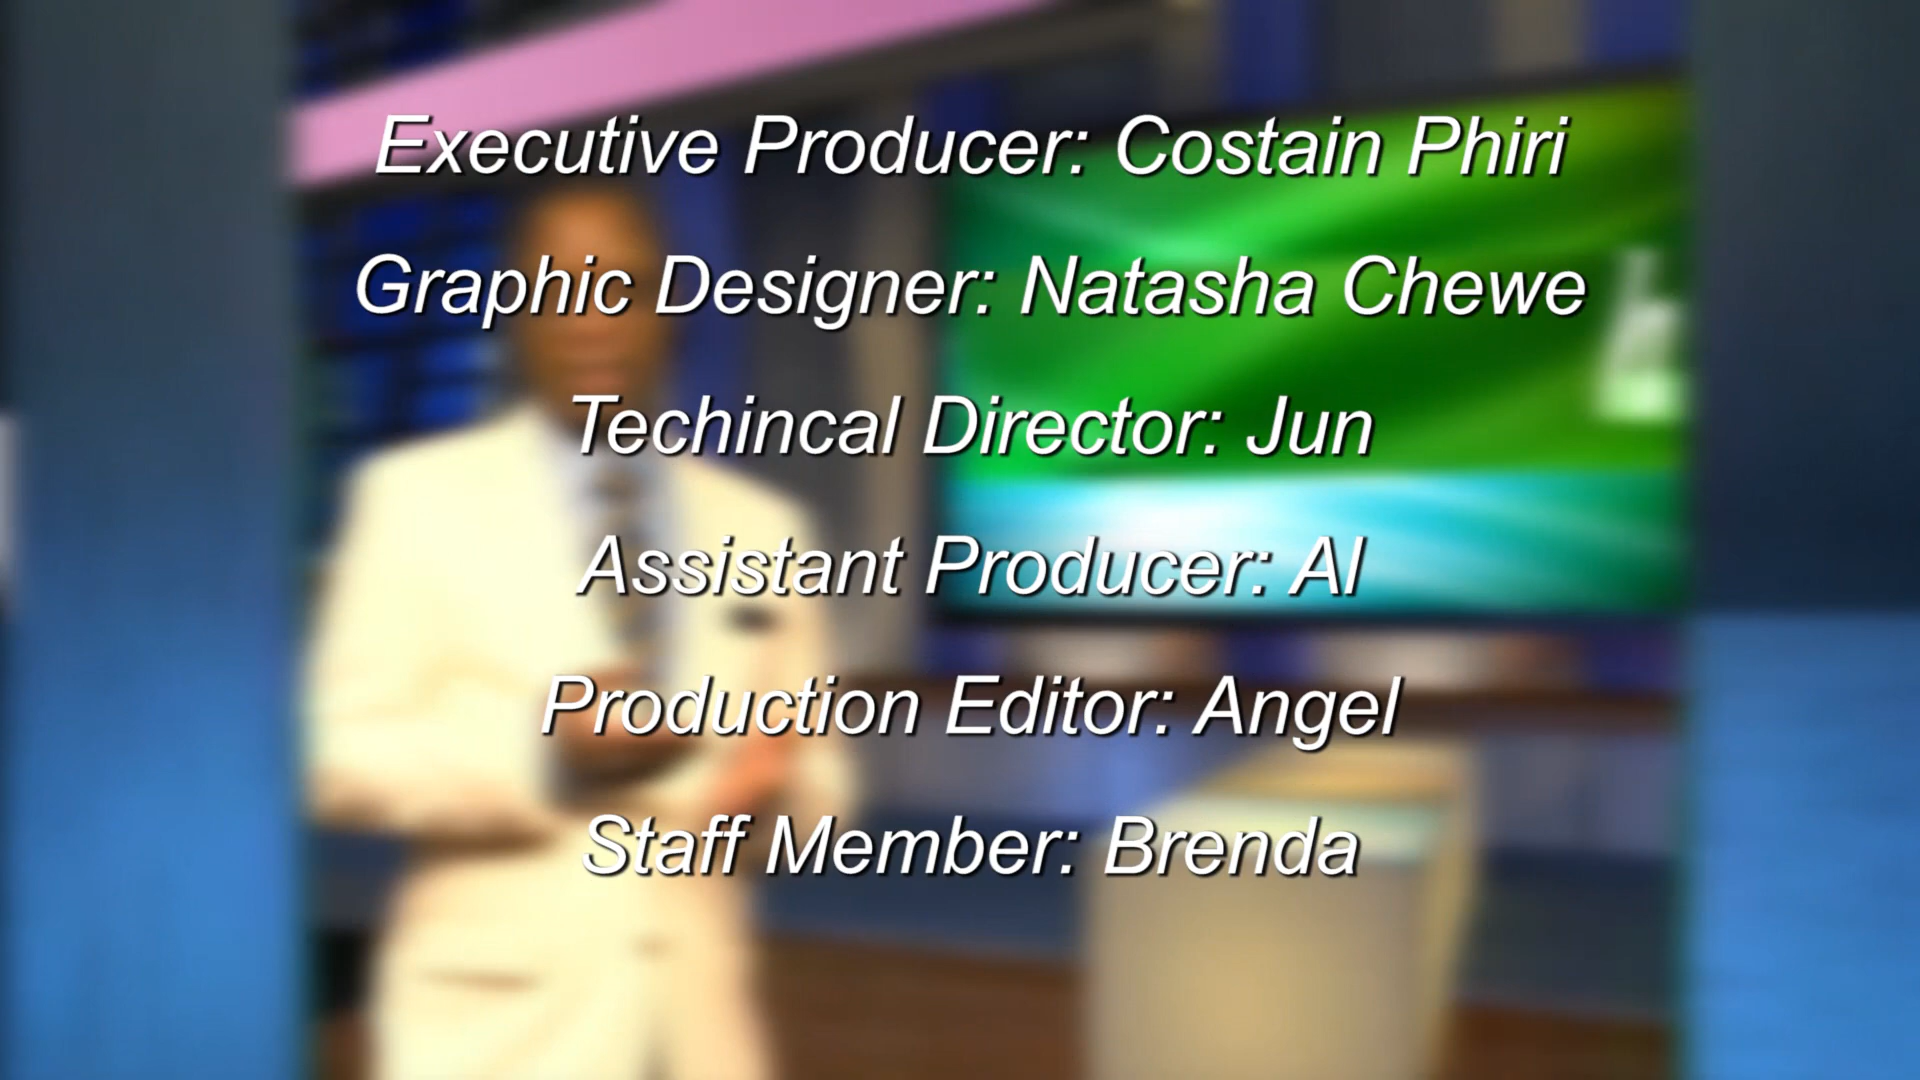 Executive Producer: Costain Phiri
Graphic Designer: Natasha Chewe
Techincal Director: Jun
Assistant Producer: Al
Production Editor: Angel
Staff Member: Brenda